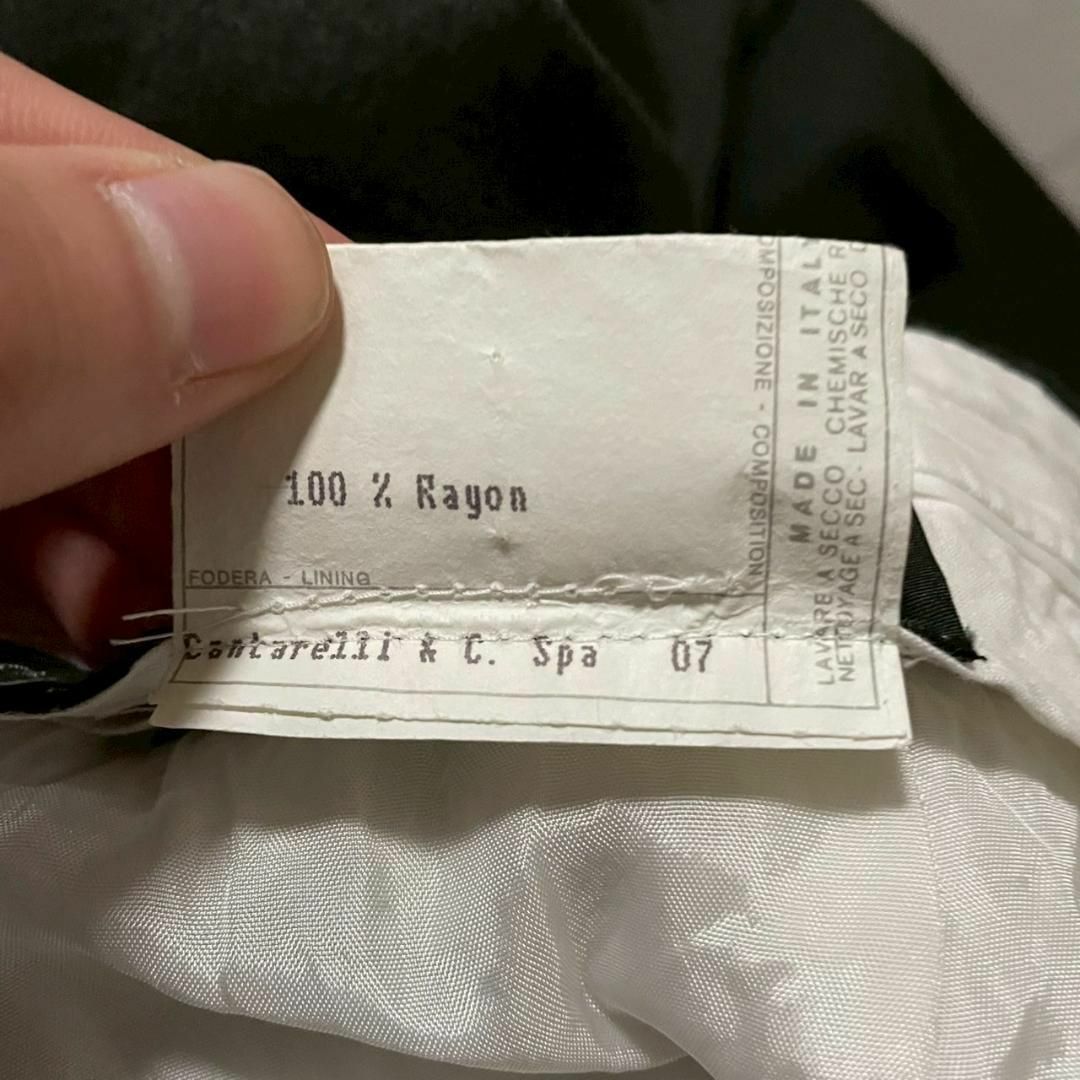 100 % Rayon
FODERA - LINING
Cantarelli & C. Spa 07
COMPOSIZIONE - COMPOSITION
MADE IN ITALY
LAVARE A SECCO CHEMISCHE
NETTOYAGE A SEC - LAVAR A SECO